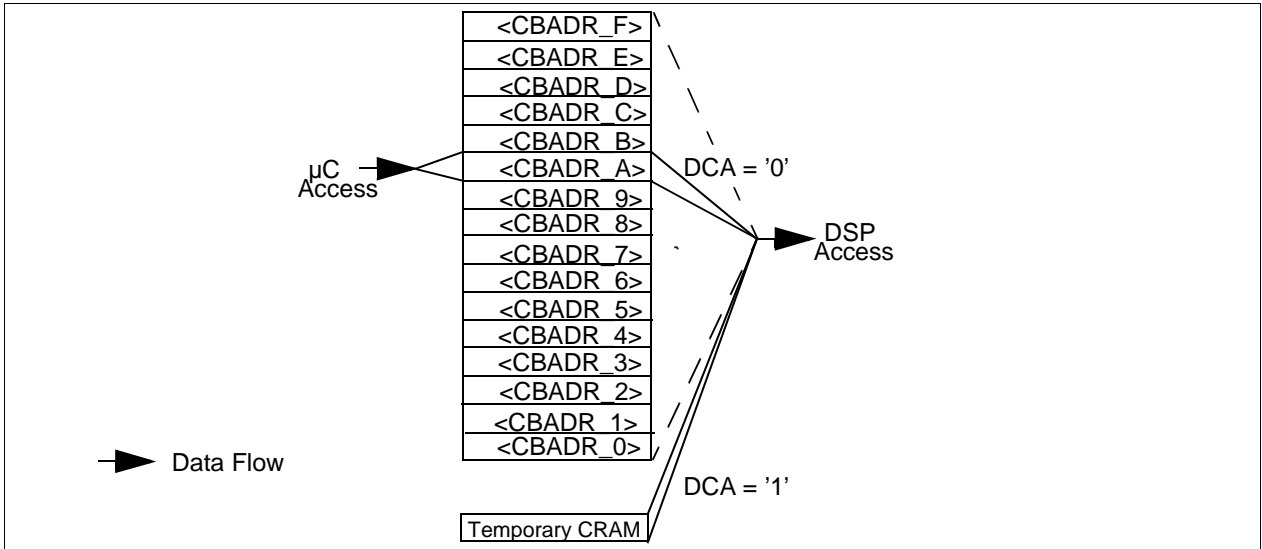 <CBADR_F>
<CBADR_E>
<CBADR_D>
<CBADR_C>
<CBADR_B>
<CBADR_A>
<CBADR_9>
<CBADR_8>
<CBADR_7>
<CBADR_6>
<CBADR_5>
<CBADR_4>
<CBADR_3>
<CBADR_2>
<CBADR_1>
<CBADR_0>
µC
Access
DCA = '0'
DSP
Access
Data Flow
DCA = '1'
Temporary CRAM